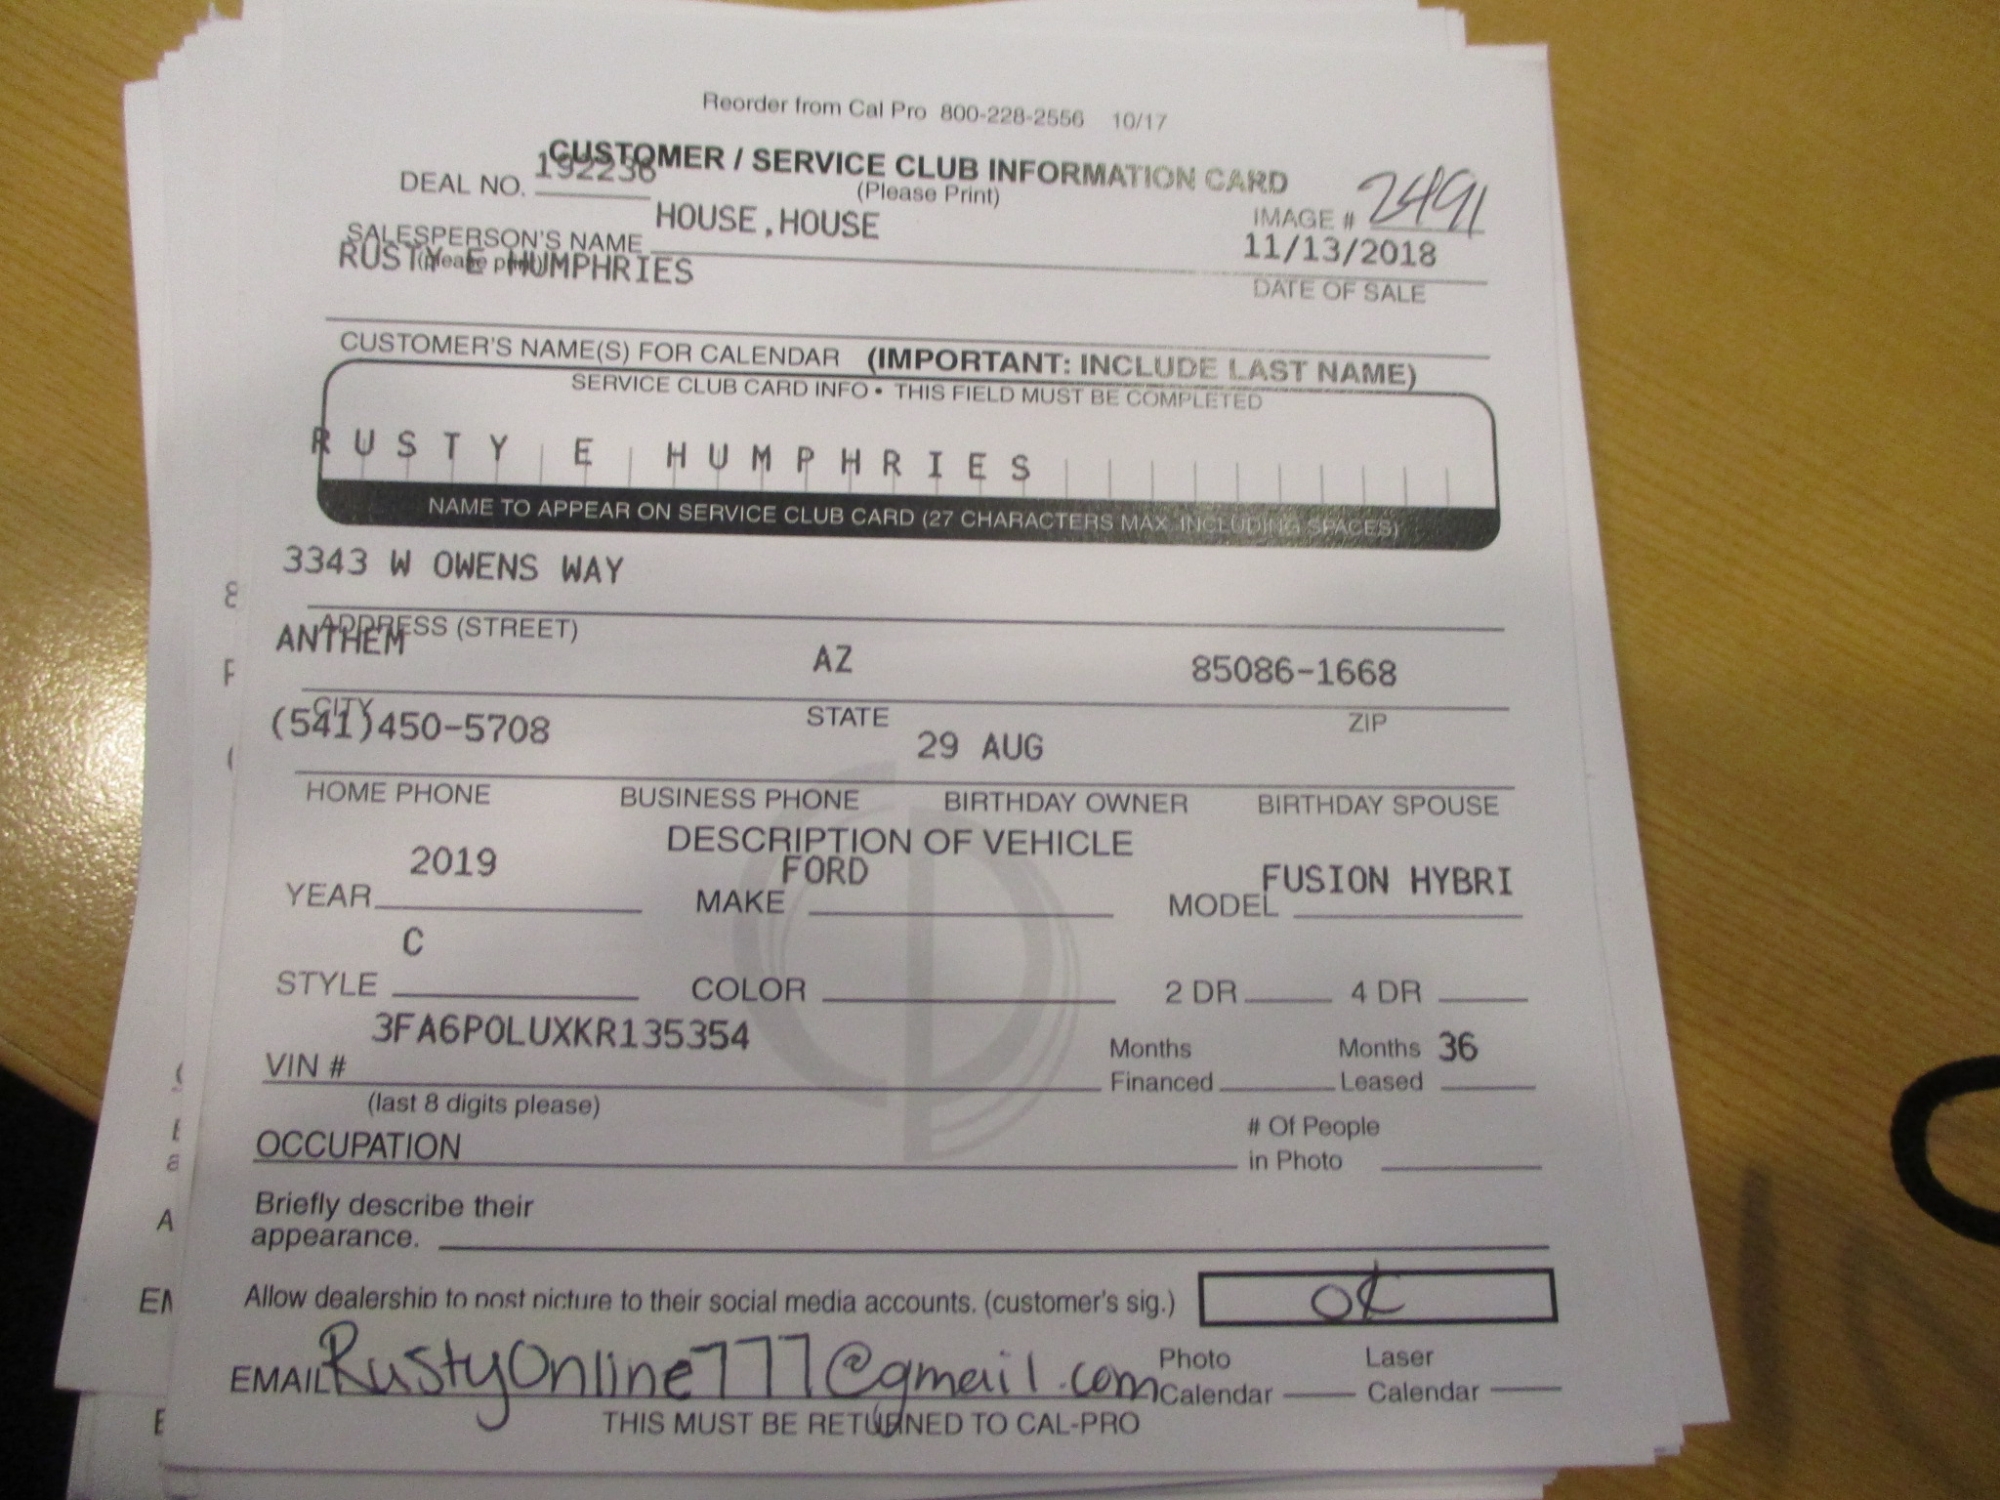 Reorder from Cal Pro 800-228-2556 10/17
CUSTOMER / SERVICE CLUB INFORMATION CARD
(Please Print)
DEAL NO. 192236
IMAGE # 2491
SALESPERSON'S NAME HOUSE,HOUSE
(please print)
11/13/2018
DATE OF SALE
RUSTY E HUMPHRIES
CUSTOMER'S NAME(S) FOR CALENDAR (IMPORTANT: INCLUDE LAST NAME)
SERVICE CLUB CARD INFO • THIS FIELD MUST BE COMPLETED
RUSTY E HUMPHRIES
NAME TO APPEAR ON SERVICE CLUB CARD (27 CHARACTERS MAX. INCLUDING SPACES)
3343 W OWENS WAY
ADDRESS (STREET)
ANTHEM AZ 85086-1668
CITY STATE ZIP
(541)450-5708 29 AUG
HOME PHONE BUSINESS PHONE BIRTHDAY OWNER BIRTHDAY SPOUSE
DESCRIPTION OF VEHICLE
YEAR 2019 MAKE FORD MODEL FUSION HYBRI
STYLE C COLOR 2 DR 4 DR
VIN # 3FA6P0LUXKR135354
(last 8 digits please)
Months Financed Months Leased 36
OCCUPATION
# Of People in Photo
Briefly describe their
appearance.
Allow dealership to post picture to their social media accounts. (customer's sig.) OK
EMAIL RustyOnline777@gmail.com
Photo Calendar Laser Calendar
THIS MUST BE RETURNED TO CAL-PRO